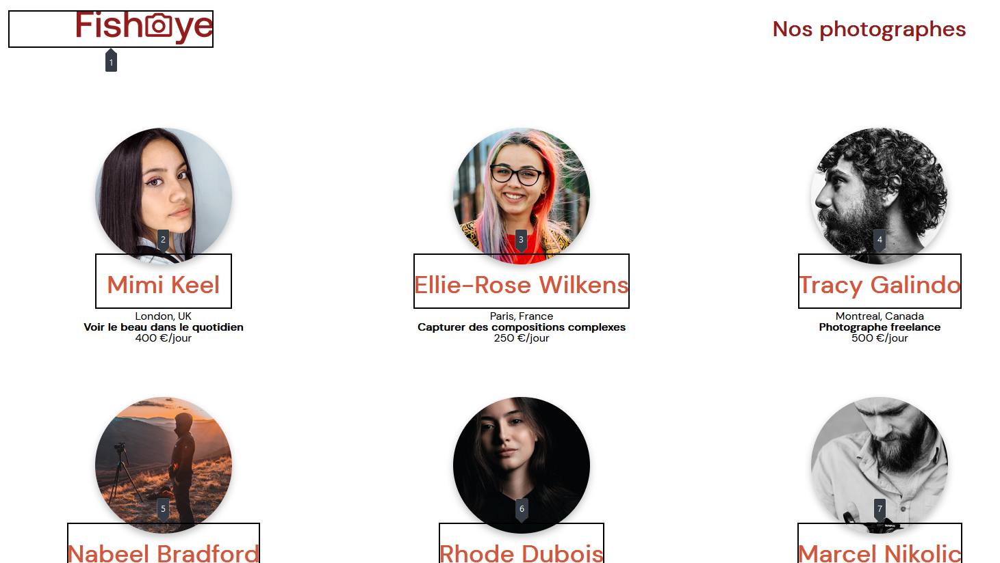 Fisheye
Nos photographes
1
2
3
4
Mimi Keel
Ellie-Rose Wilkens
Tracy Galindo
London, UK
Paris, France
Montreal, Canada
Voir le beau dans le quotidien
Capturer des compositions complexes
Photographe freelance
400 €/jour
250 €/jour
500 €/jour
5
6
7
Nabeel Bradford
Rhode Dubois
Marcel Nikolic